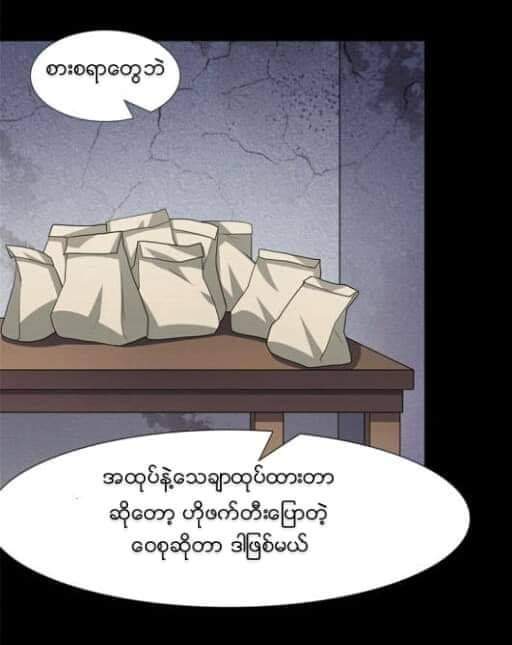 စားစရာတွေဘဲ
အထုပ်နဲ့သေချာထုပ်ထားတာ
ဆိုတော့ ဟိုဖက်တီးပြောတဲ့
ဝေစုဆိုတာ ဒါဖြစ်မယ်